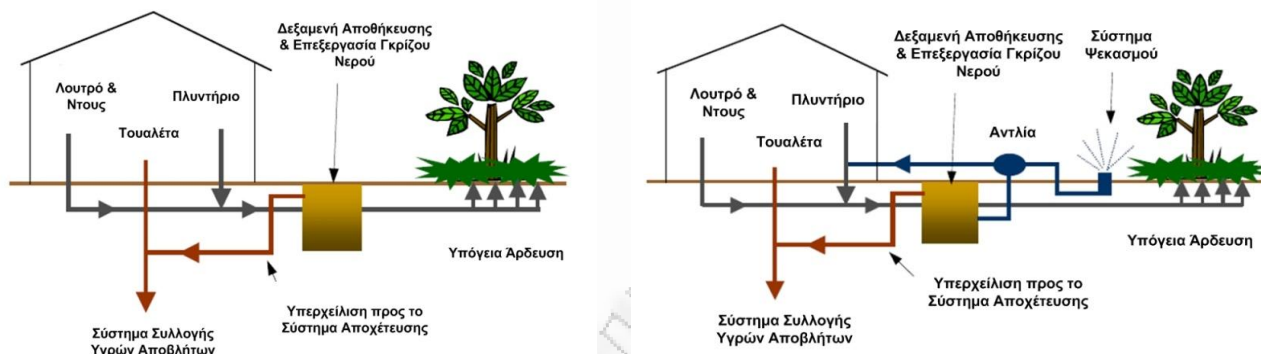 Δεξαμενή Αποθήκευσης
& Επεξεργασία Γκρίζου
Νερού
Λουτρό &
Ντους
Πλυντήριο
Τουαλέτα
Υπόγεια Άρδευση
Υπερχείλιση προς το
Σύστημα Αποχέτευσης
Σύστημα Συλλογής
Υγρών Αποβλήτων
Δεξαμενή Αποθήκευσης
& Επεξεργασία Γκρίζου
Νερού
Σύστημα
Ψεκασμού
Λουτρό &
Ντους
Πλυντήριο
Τουαλέτα
Αντλία
Υπόγεια Άρδευση
Υπερχείλιση προς το
Σύστημα Αποχέτευσης
Σύστημα Συλλογής
Υγρών Αποβλήτων